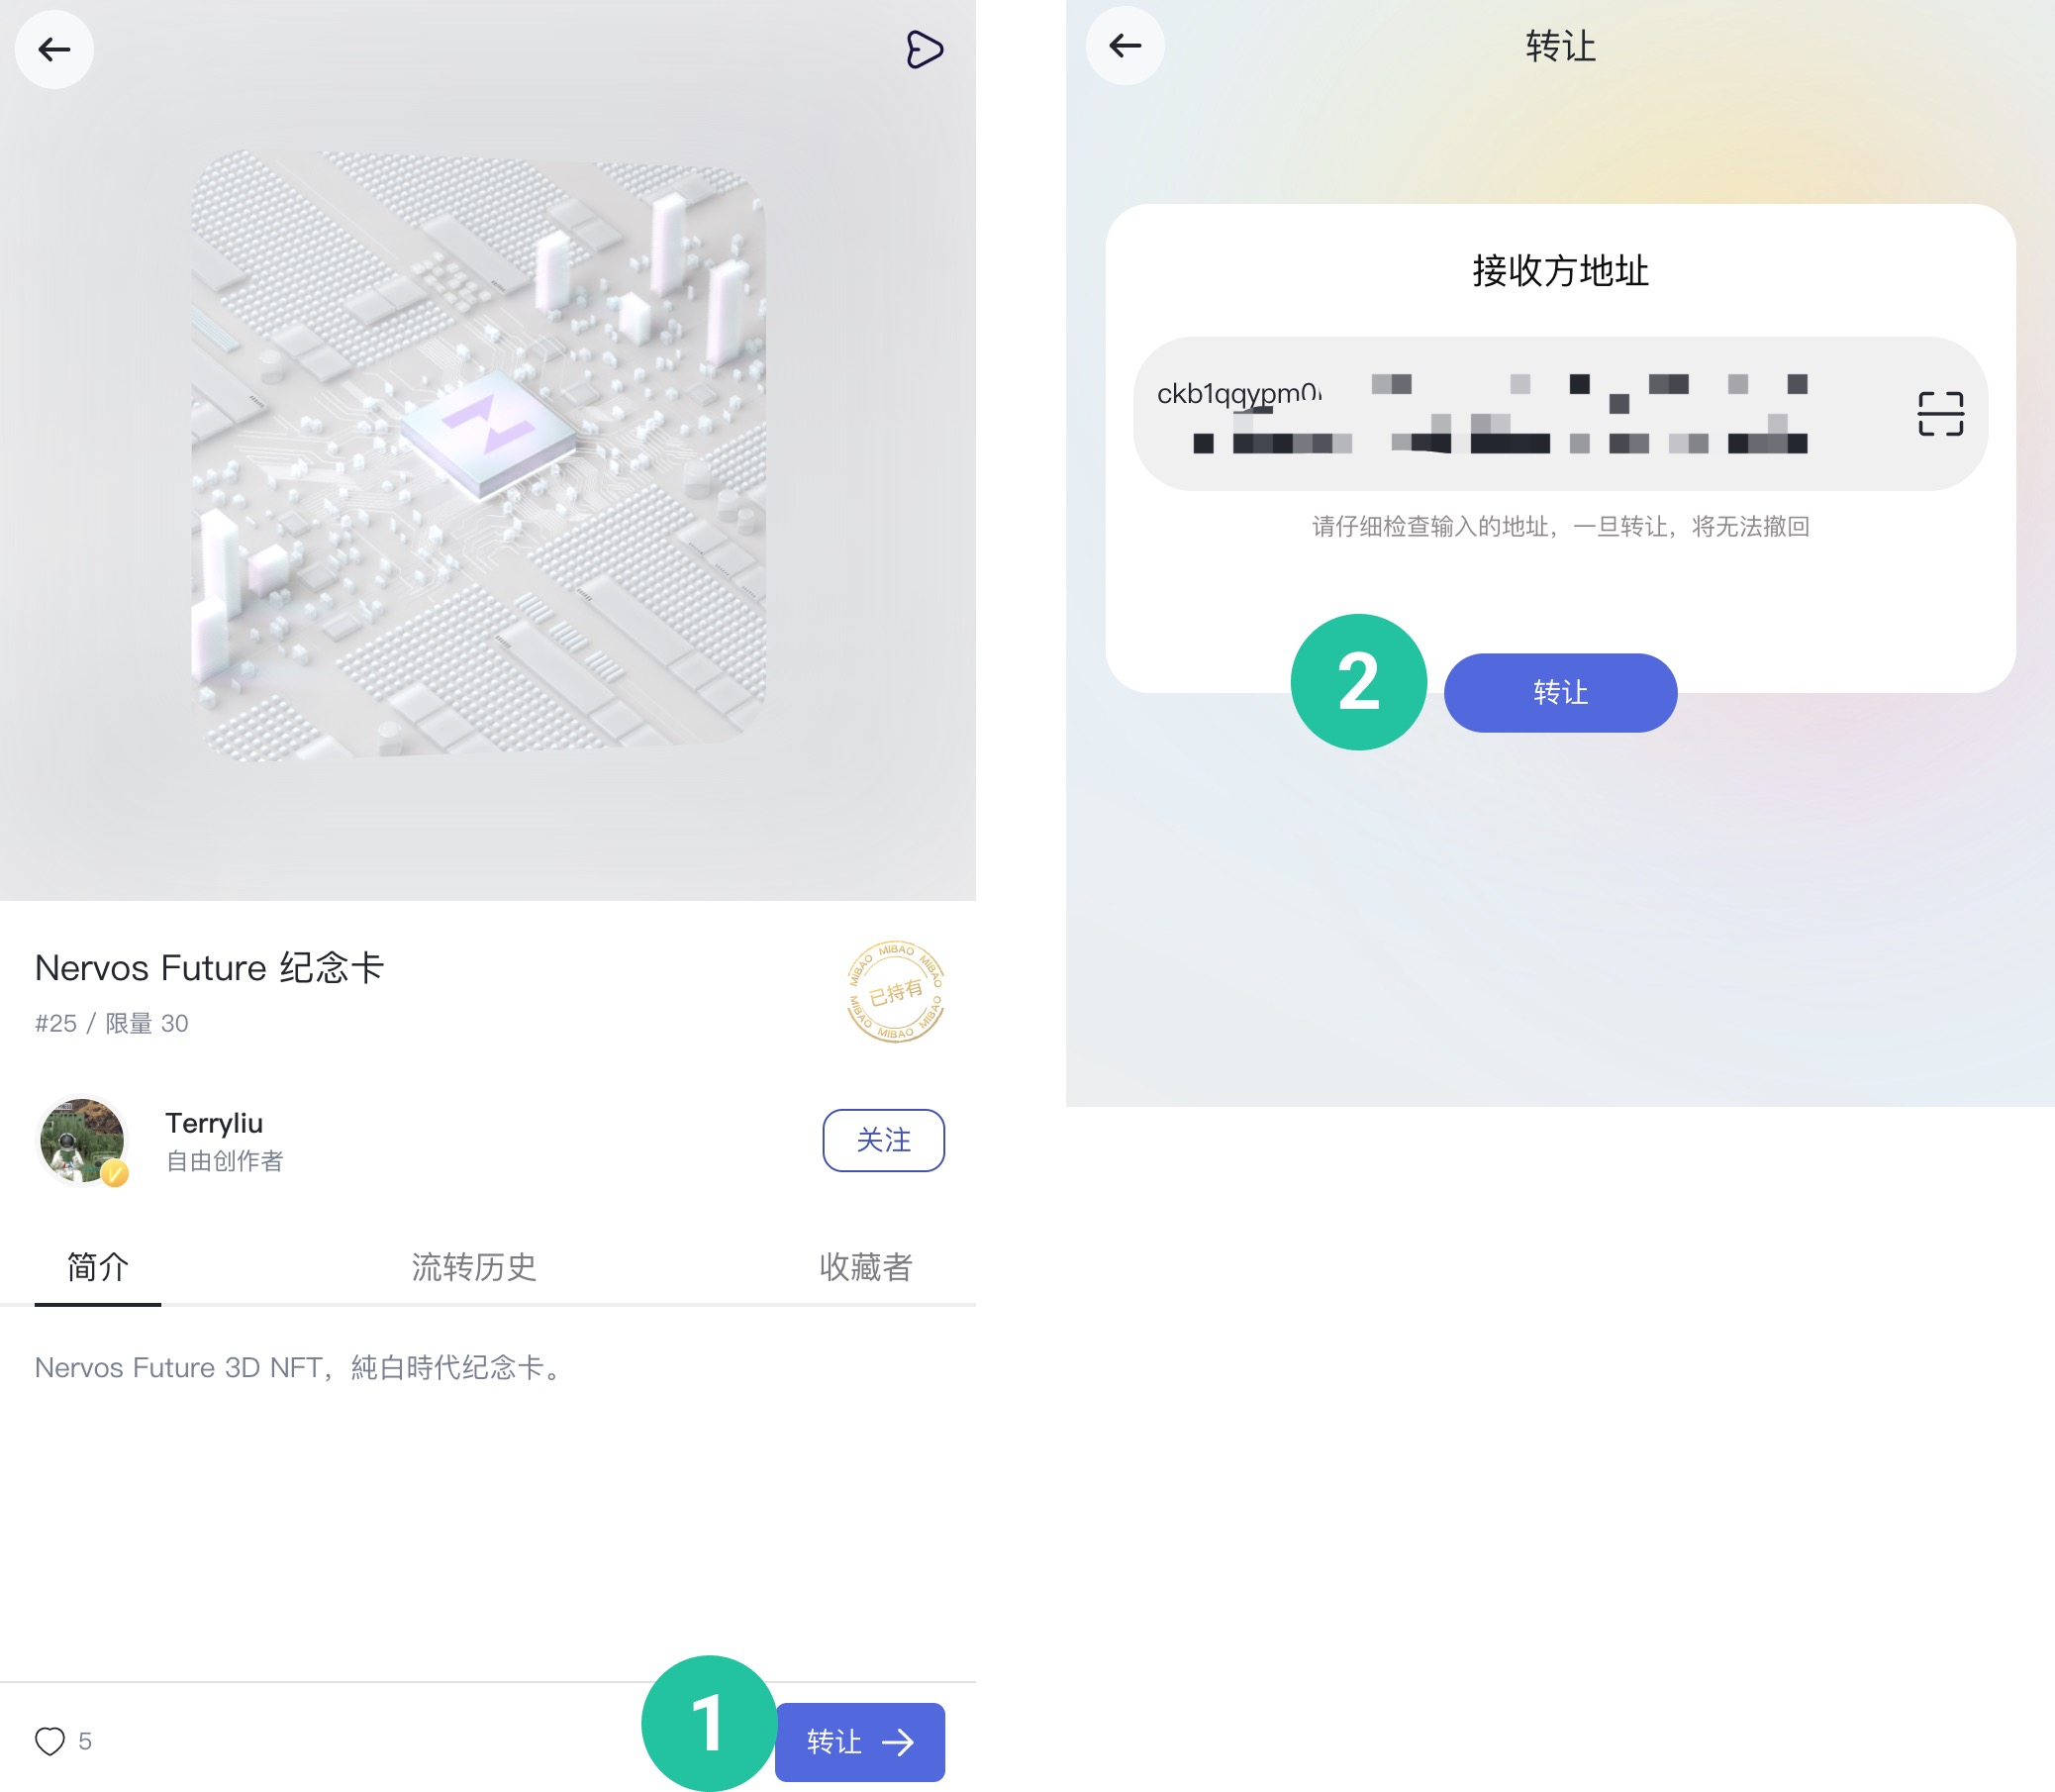 Nervos Future 纪念卡
#25 / 限量 30
MIBAO MIBAO MIBAO MIBAO MIBAO MIBAO
已持有
Terryliu
自由创作者
关注
简介
流转历史
收藏者
Nervos Future 3D NFT，純白時代纪念卡。
5
1
转让
转让
接收方地址
ckb1qqypm0
请仔细检查输入的地址，一旦转让，将无法撤回
2
转让